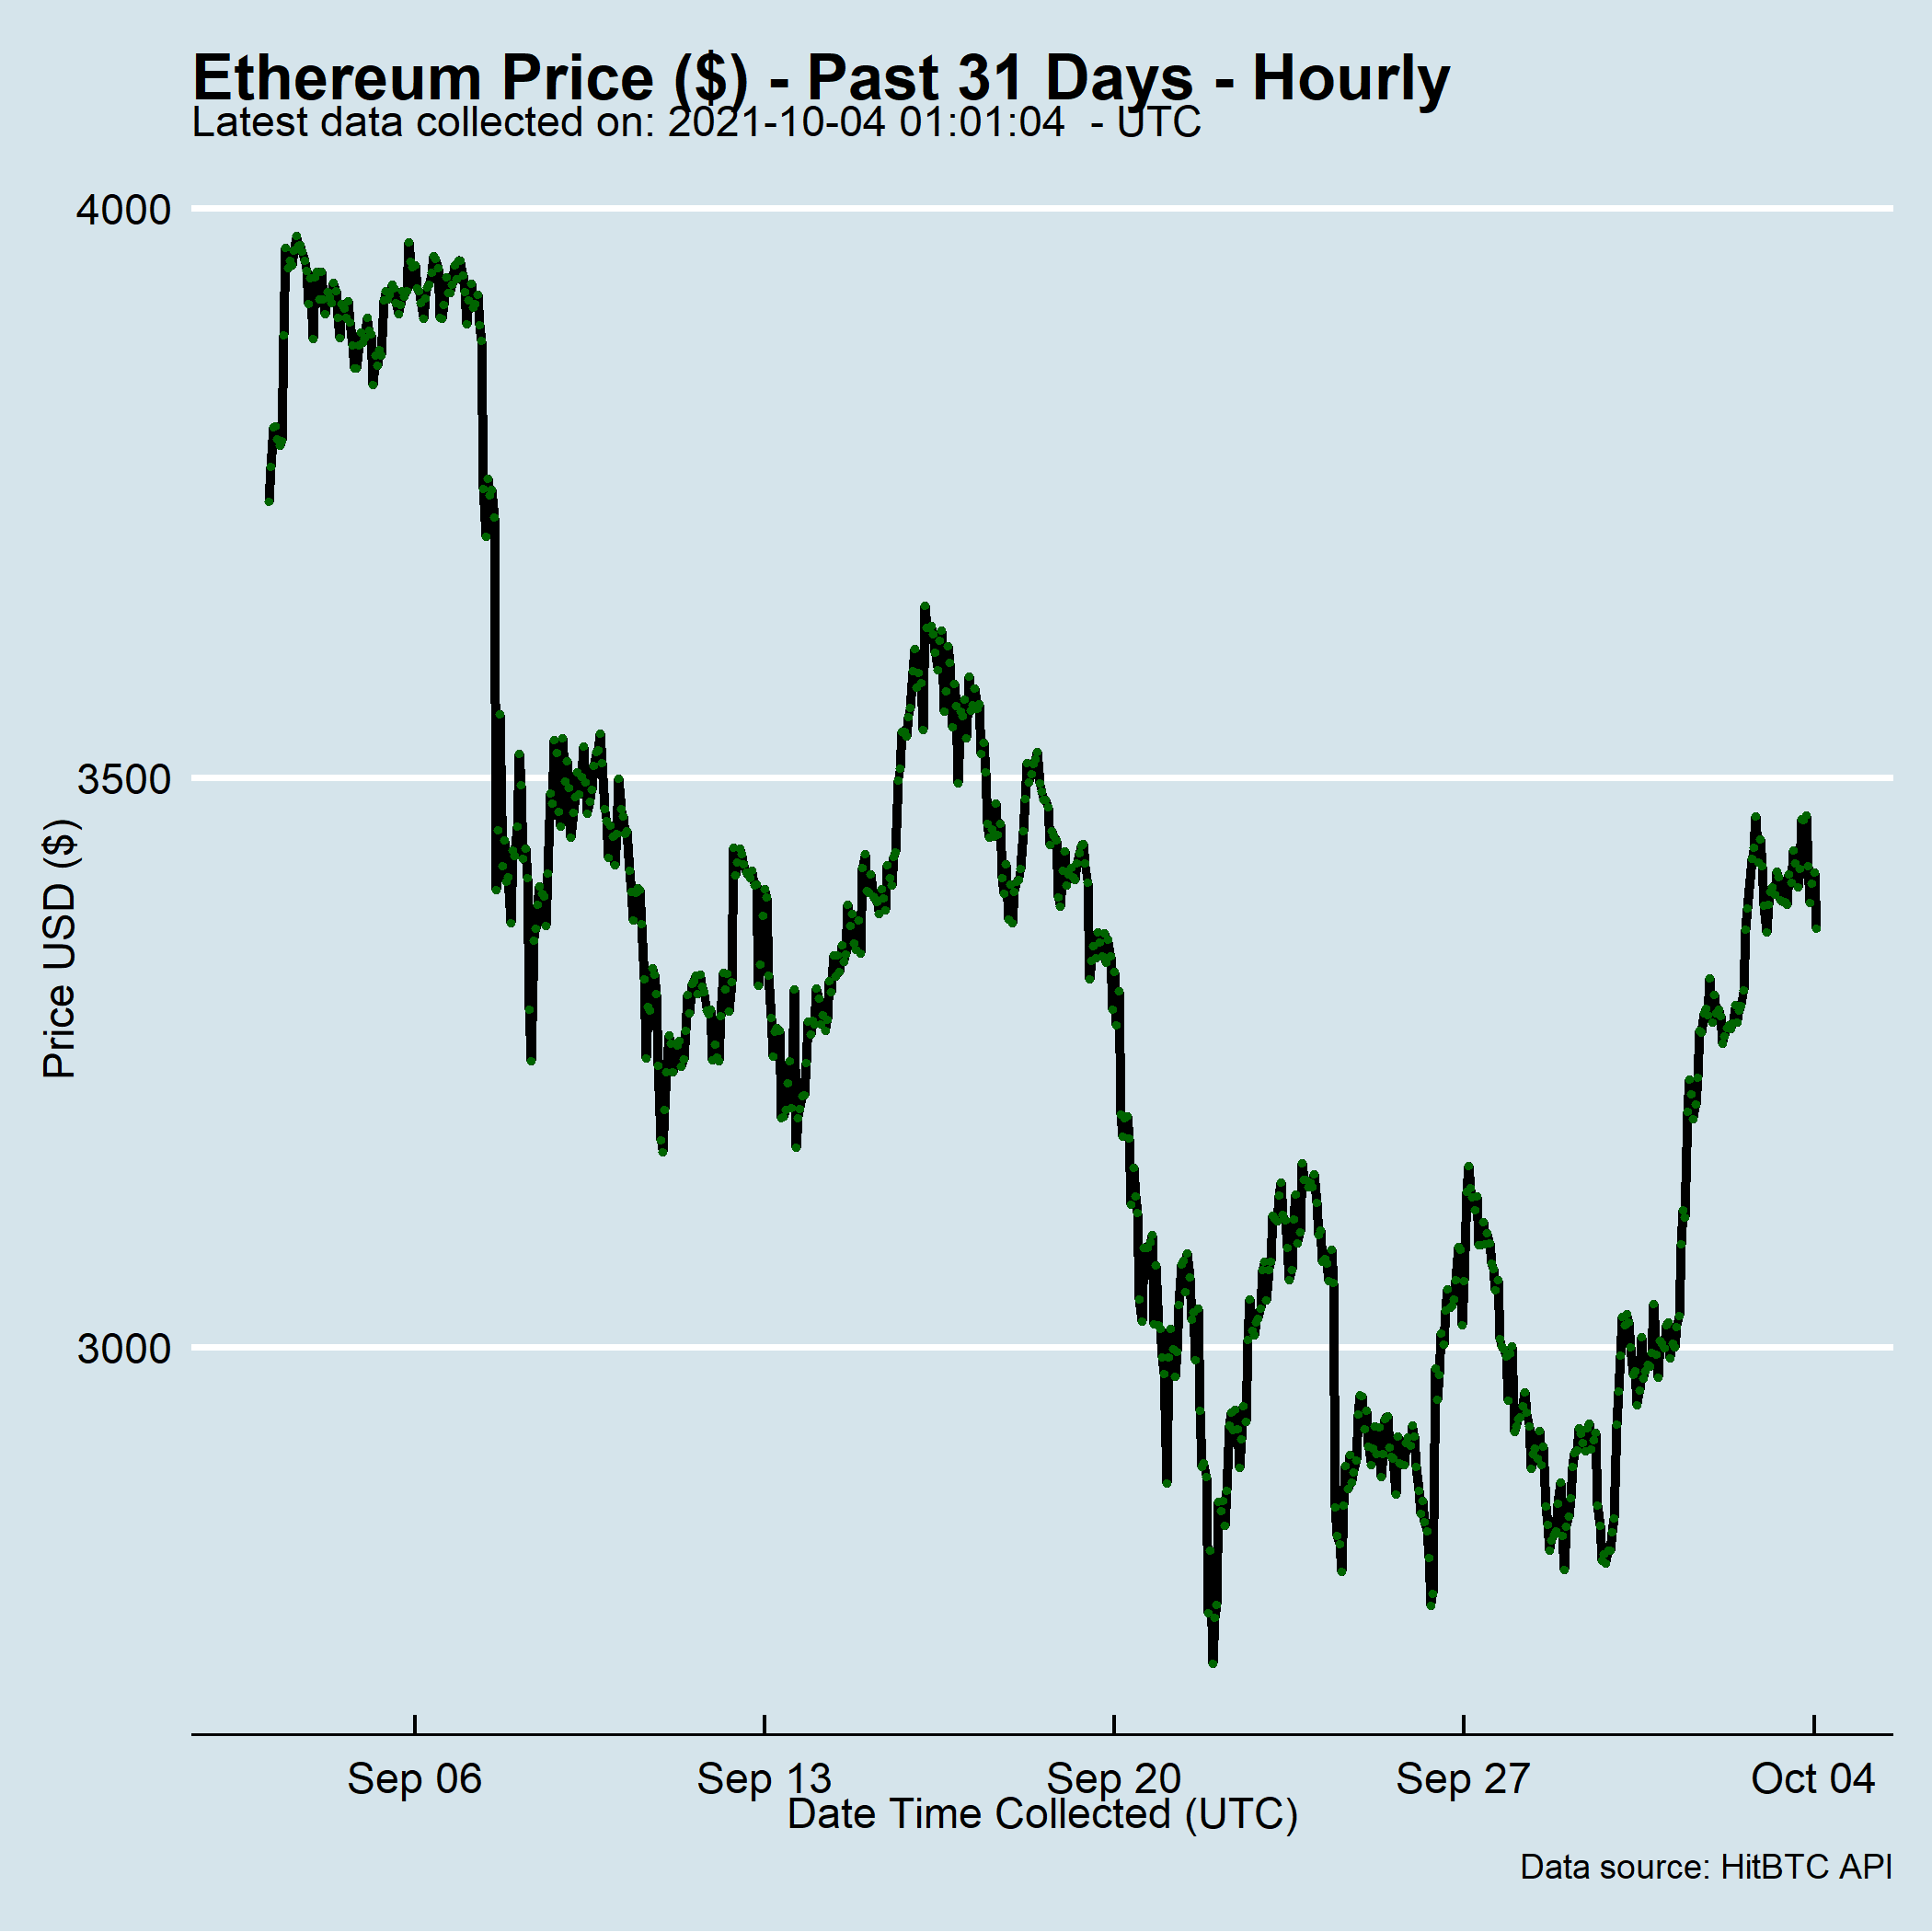 Ethereum Price ($) - Past 31 Days - Hourly
Latest data collected on: 2021-10-04 01:01:04  - UTC
4000
3500
3000
Price USD ($)
Sep 06
Sep 13
Sep 20
Sep 27
Oct 04
Date Time Collected (UTC)
Data source: HitBTC API